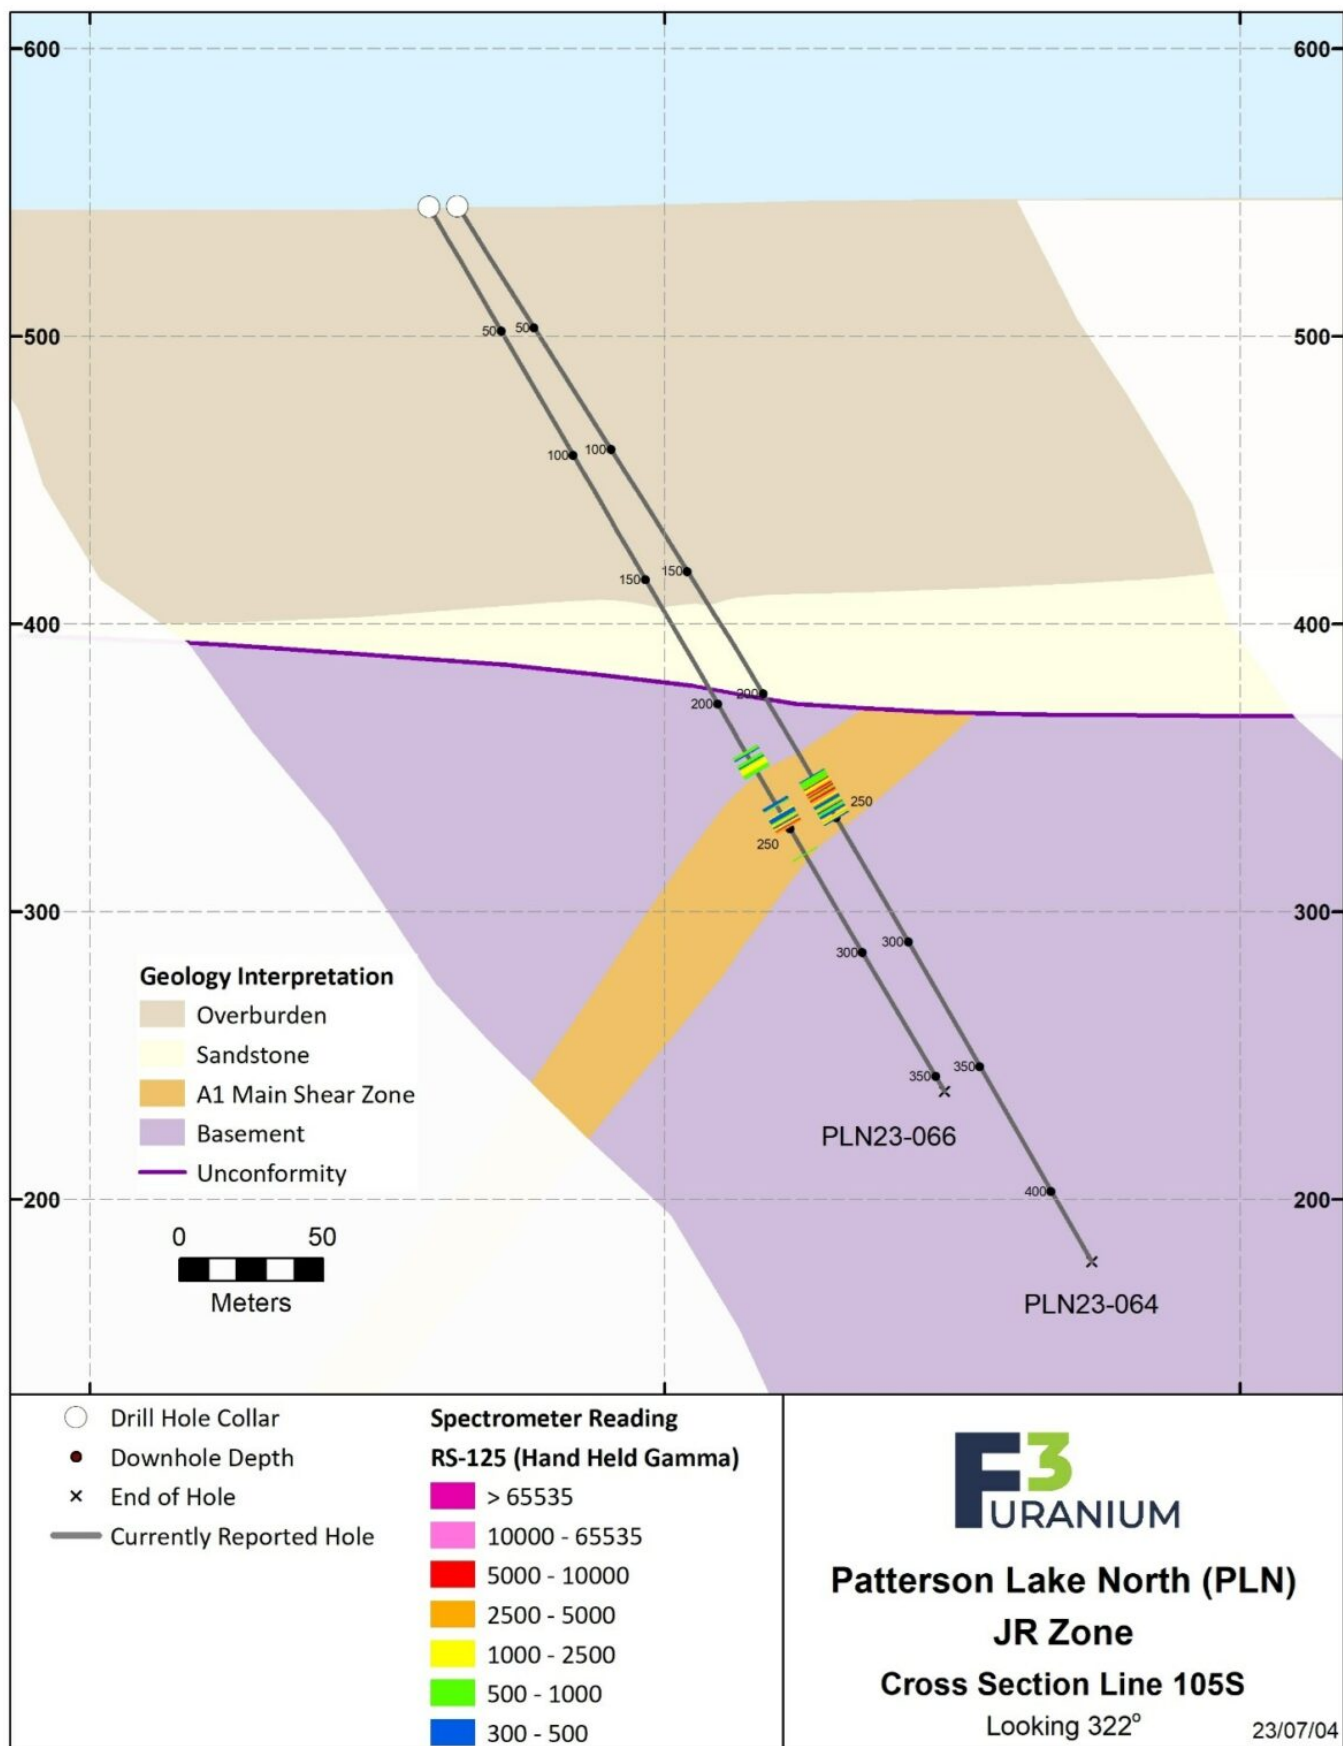 600
600
500
50
50
500
100
100
150
150
400
400
200
200
250
250
300
300
300
300
350
350
PLN23-066
200
400
200
PLN23-064
Geology Interpretation
Overburden
Sandstone
A1 Main Shear Zone
Basement
Unconformity
0 50
Meters
Drill Hole Collar
Downhole Depth
End of Hole
Currently Reported Hole
Spectrometer Reading
RS-125 (Hand Held Gamma)
> 65535
10000 - 65535
5000 - 10000
2500 - 5000
1000 - 2500
500 - 1000
300 - 500
F3
URANIUM
Patterson Lake North (PLN)
JR Zone
Cross Section Line 105S
Looking 322°
23/07/04